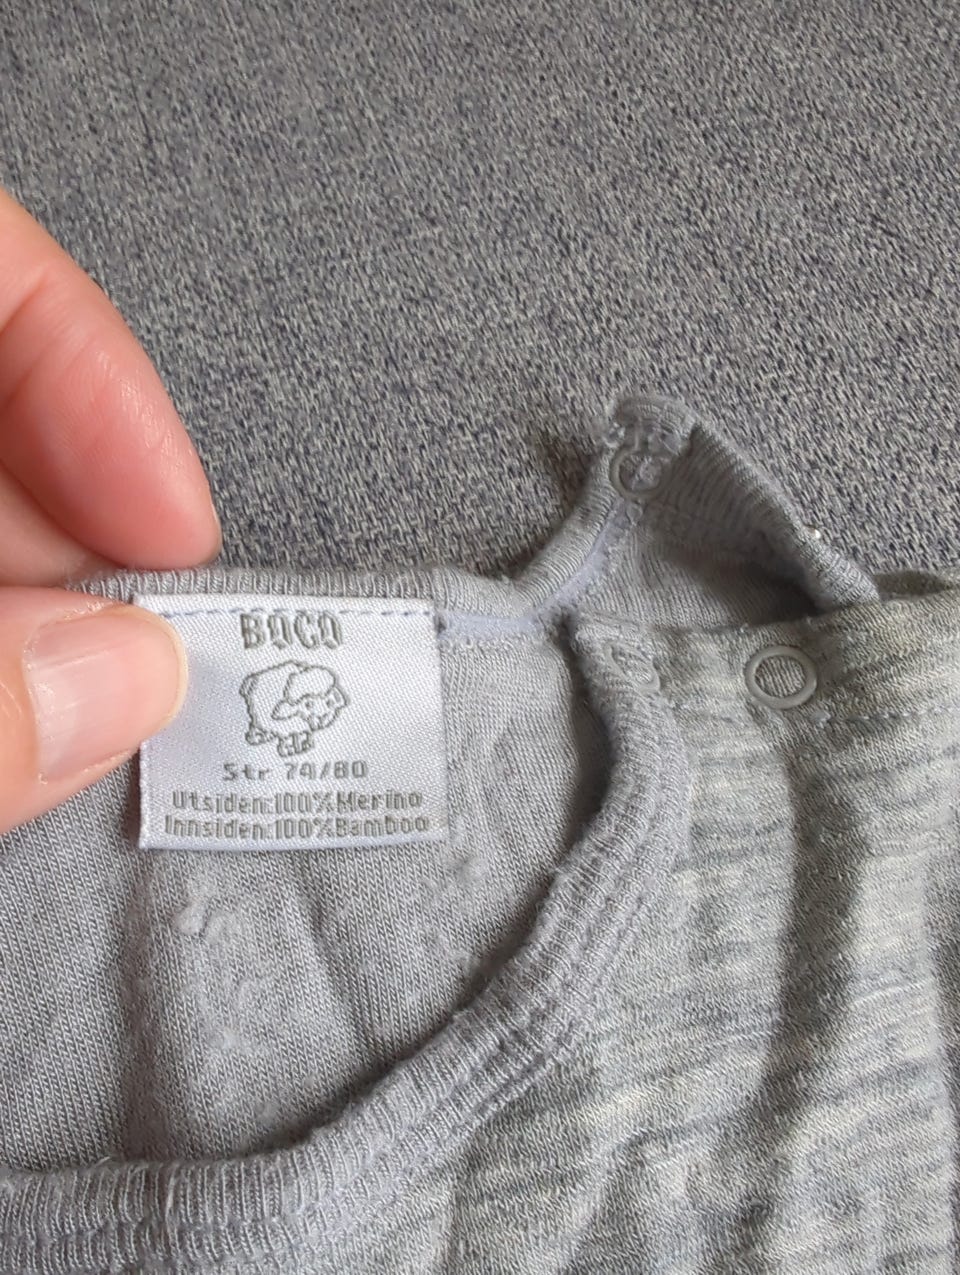 BOCO
Str 74/80
Utsiden:100%Merino
Innsiden:100%Bamboo